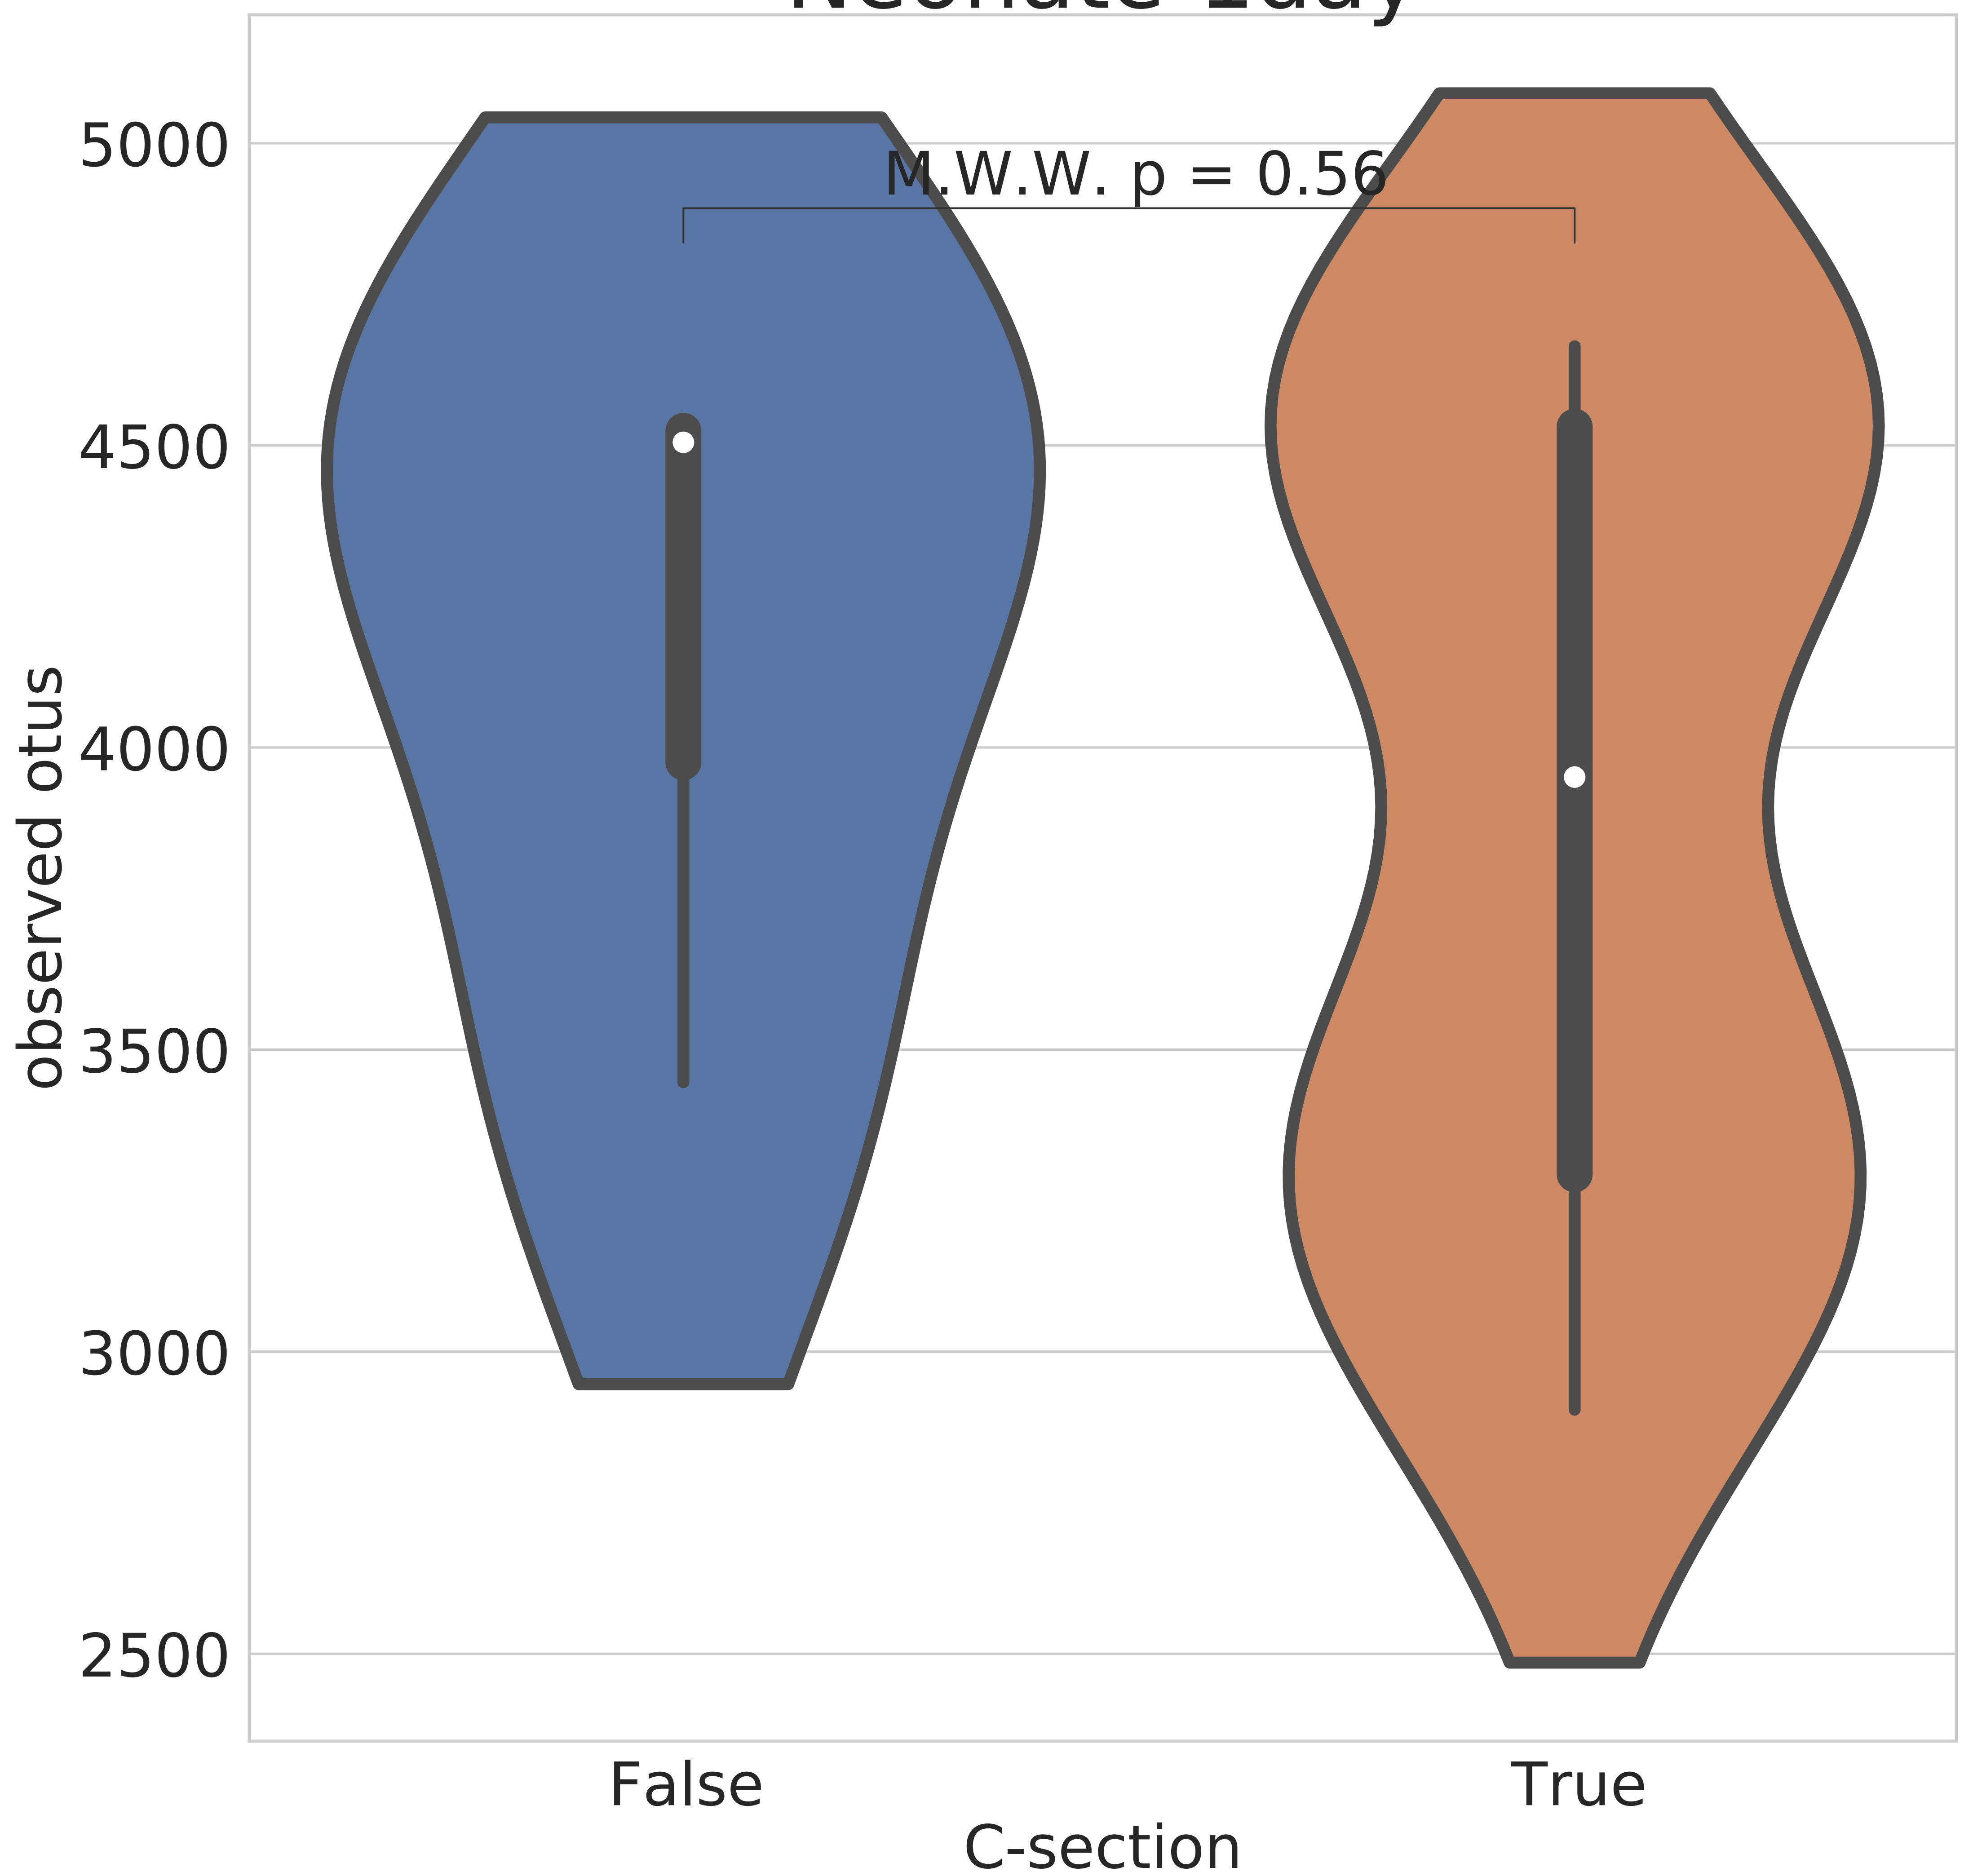 M.W.W. p = 0.56
5000
4500
4000
3500
3000
2500
observed otus
False
True
C-section